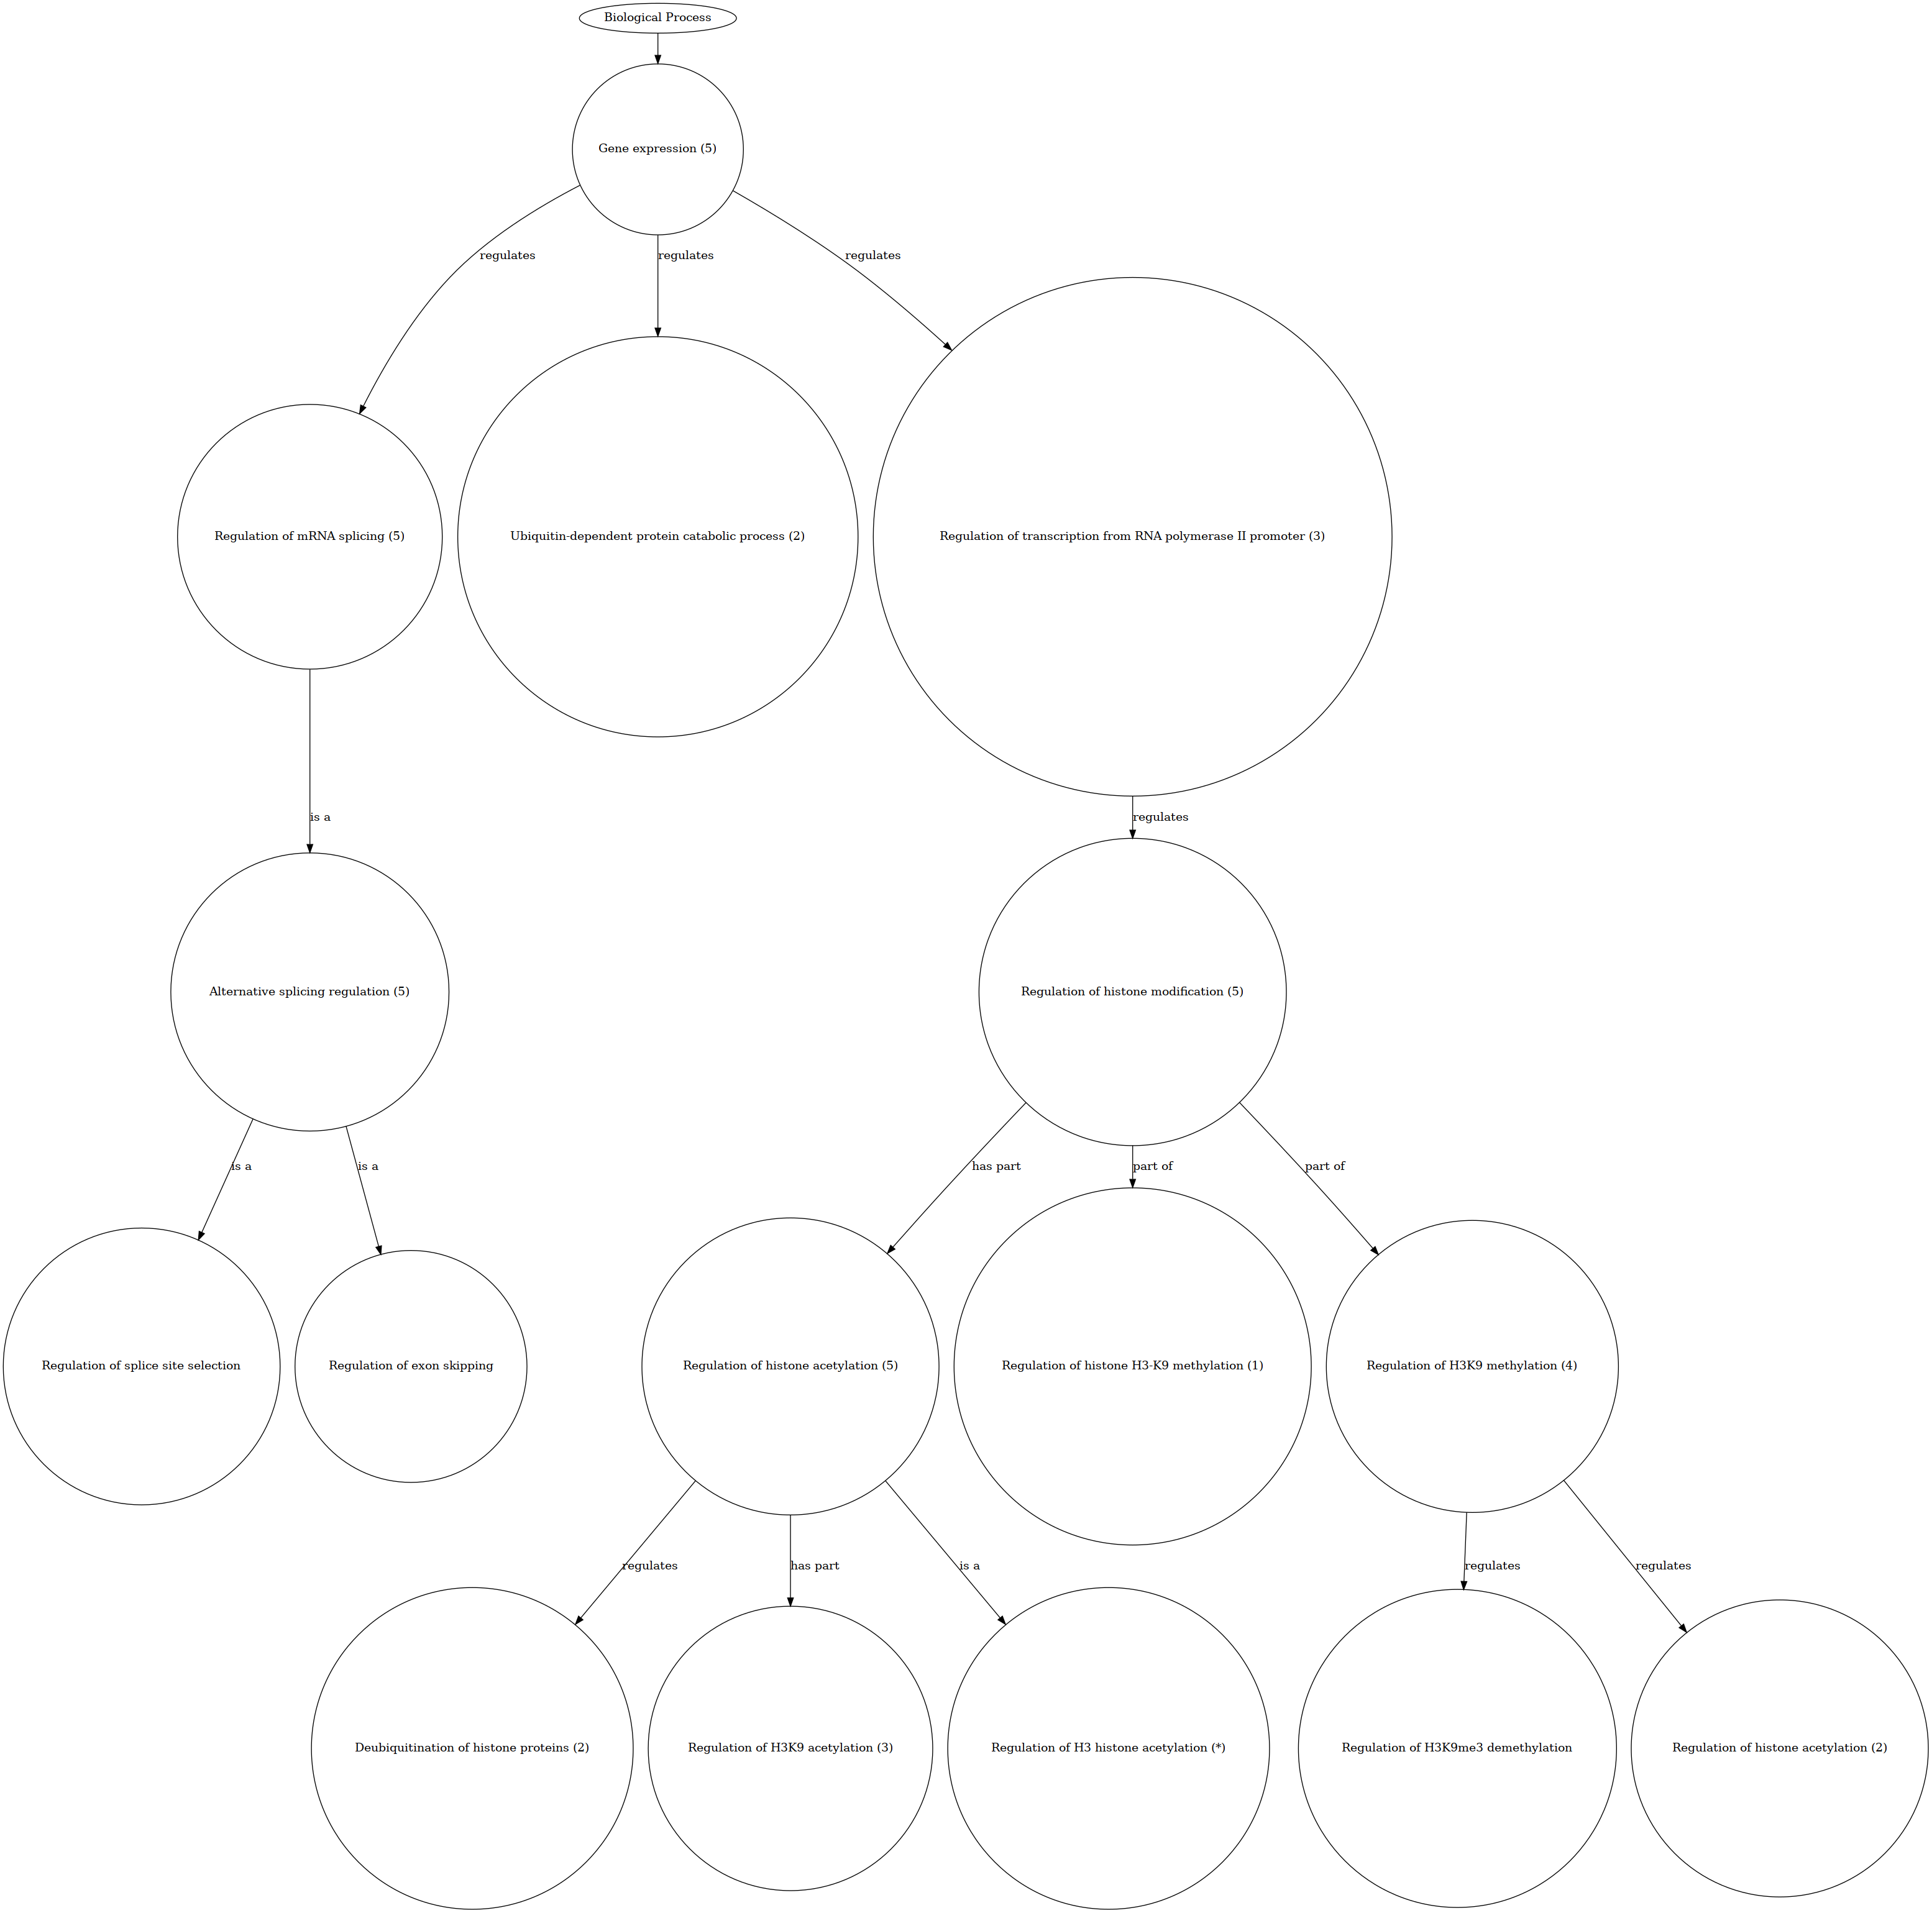 Biological Process
Gene expression (5)
regulates
regulates
regulates
Regulation of mRNA splicing (5)
Ubiquitin-dependent protein catabolic process (2)
Regulation of transcription from RNA polymerase II promoter (3)
is a
regulates
Alternative splicing regulation (5)
Regulation of histone modification (5)
is a
is a
has part
part of
part of
Regulation of splice site selection
Regulation of exon skipping
Regulation of histone acetylation (5)
Regulation of histone H3-K9 methylation (1)
Regulation of H3K9 methylation (4)
regulates
has part
is a
regulates
regulates
Deubiquitination of histone proteins (2)
Regulation of H3K9 acetylation (3)
Regulation of H3 histone acetylation (*)
Regulation of H3K9me3 demethylation
Regulation of histone acetylation (2)